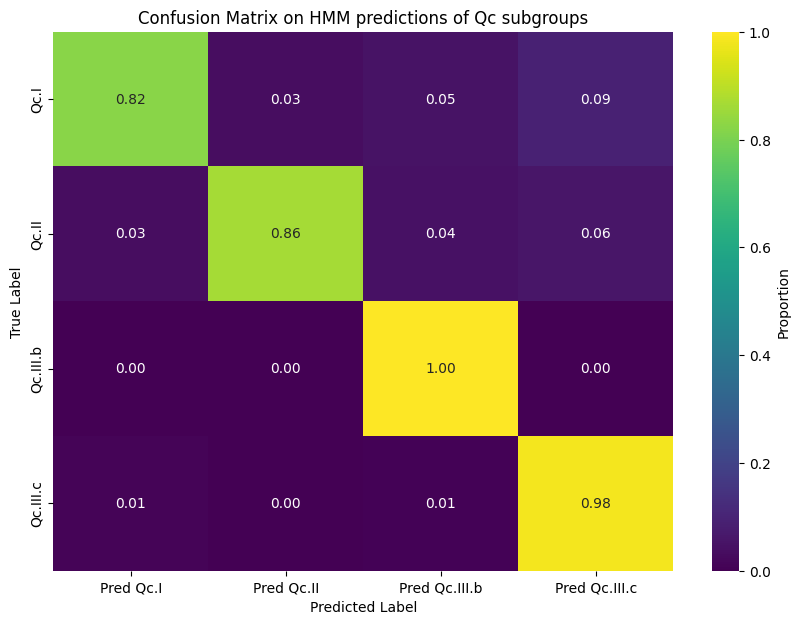 Confusion Matrix on HMM predictions of Qc subgroups
True Label
Qc.I
0.82 0.03 0.05 0.09
Qc.II
0.03 0.86 0.04 0.06
Qc.III.b
0.00 0.00 1.00 0.00
Qc.III.c
0.01 0.00 0.01 0.98
Pred Qc.I Pred Qc.II Pred Qc.III.b Pred Qc.III.c
Predicted Label
1.0
0.8
0.6
0.4
0.2
0.0
Proportion